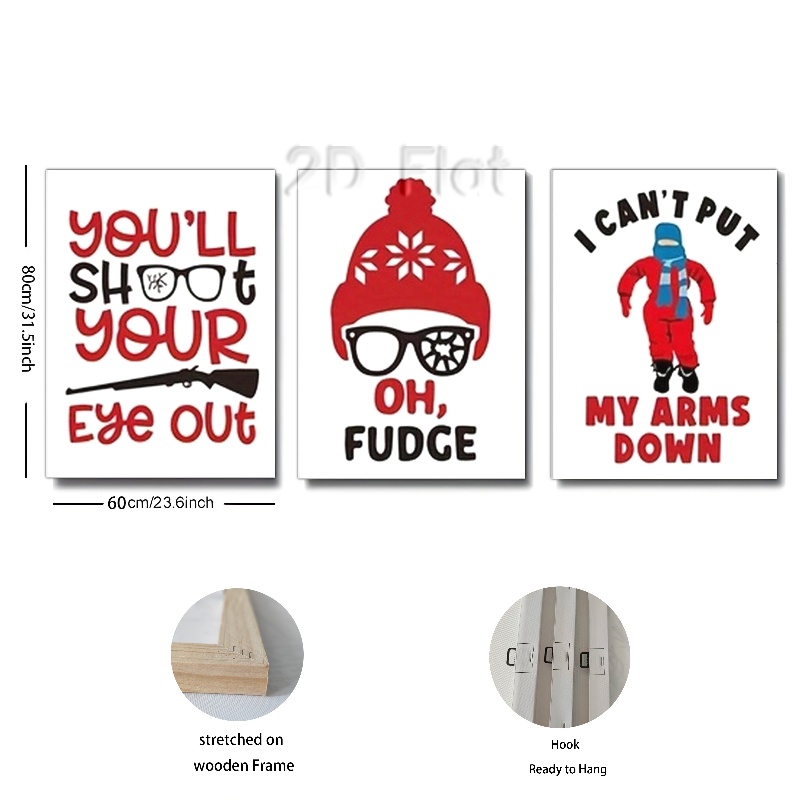 2D Flat
YOU'LL
SHOOt
YOUR
Eye Out
OH,
FUDGE
I CAN'T PUT
MY ARMS
DOWN
80cm/31.5inch
60cm/23.6inch
stretched on
wooden Frame
Hook
Ready to Hang